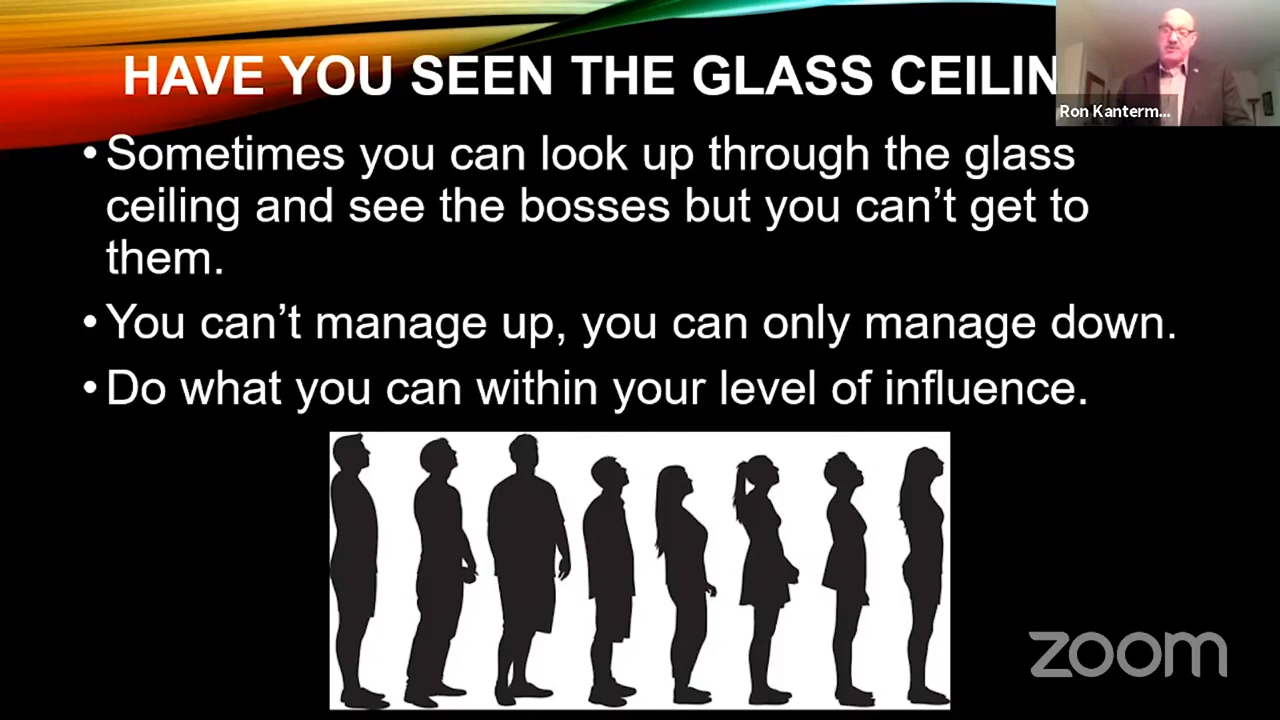 HAVE YOU SEEN THE GLASS CEILIN
Ron Kanterm...
•Sometimes you can look up through the glass
ceiling and see the bosses but you can't get to
them.
•You can't manage up, you can only manage down.
•Do what you can within your level of influence.
zoom